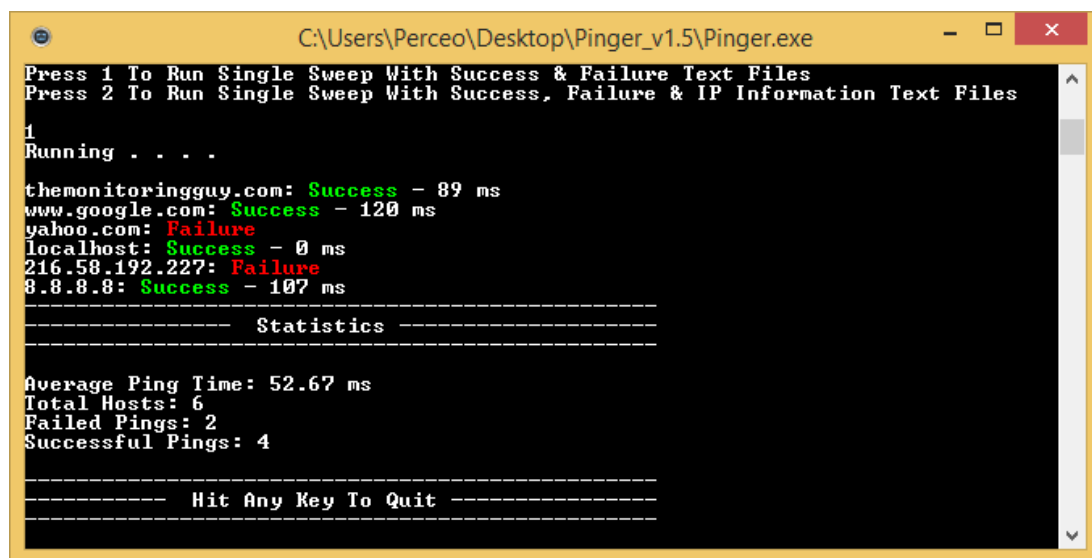 C:\Users\Perceo\Desktop\Pinger_v1.5\Pinger.exe
Press 1 To Run Single Sweep With Success & Failure Text Files
Press 2 To Run Single Sweep With Success, Failure & IP Information Text Files
1
Running . . . .
themonitoringguy.com: Success - 89 ms
www.google.com: Success - 120 ms
yahoo.com: Failure
localhost: Success - 0 ms
216.58.192.227: Failure
8.8.8.8: Success - 107 ms
-------------------------------------------------
---------------- Statistics --------------------
-------------------------------------------------
Average Ping Time: 52.67 ms
Total Hosts: 6
Failed Pings: 2
Successful Pings: 4
-------------------------------------------------
----------- Hit Any Key To Quit ----------------
-------------------------------------------------